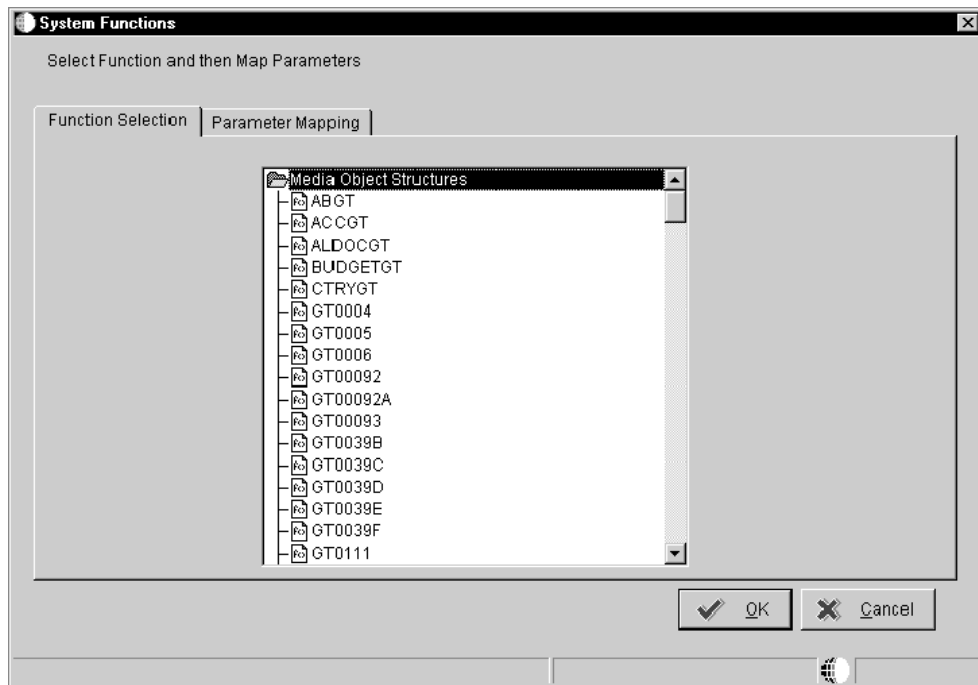 System Functions
Select Function and then Map Parameters
Function Selection
Parameter Mapping
Media Object Structures
ABGT
ACCGT
ALDOCGT
BUDGETGT
CTRYGT
GT0004
GT0005
GT0006
GT00092
GT00092A
GT00093
GT0039B
GT0039C
GT0039D
GT0039E
GT0039F
GT0111
OK
Cancel